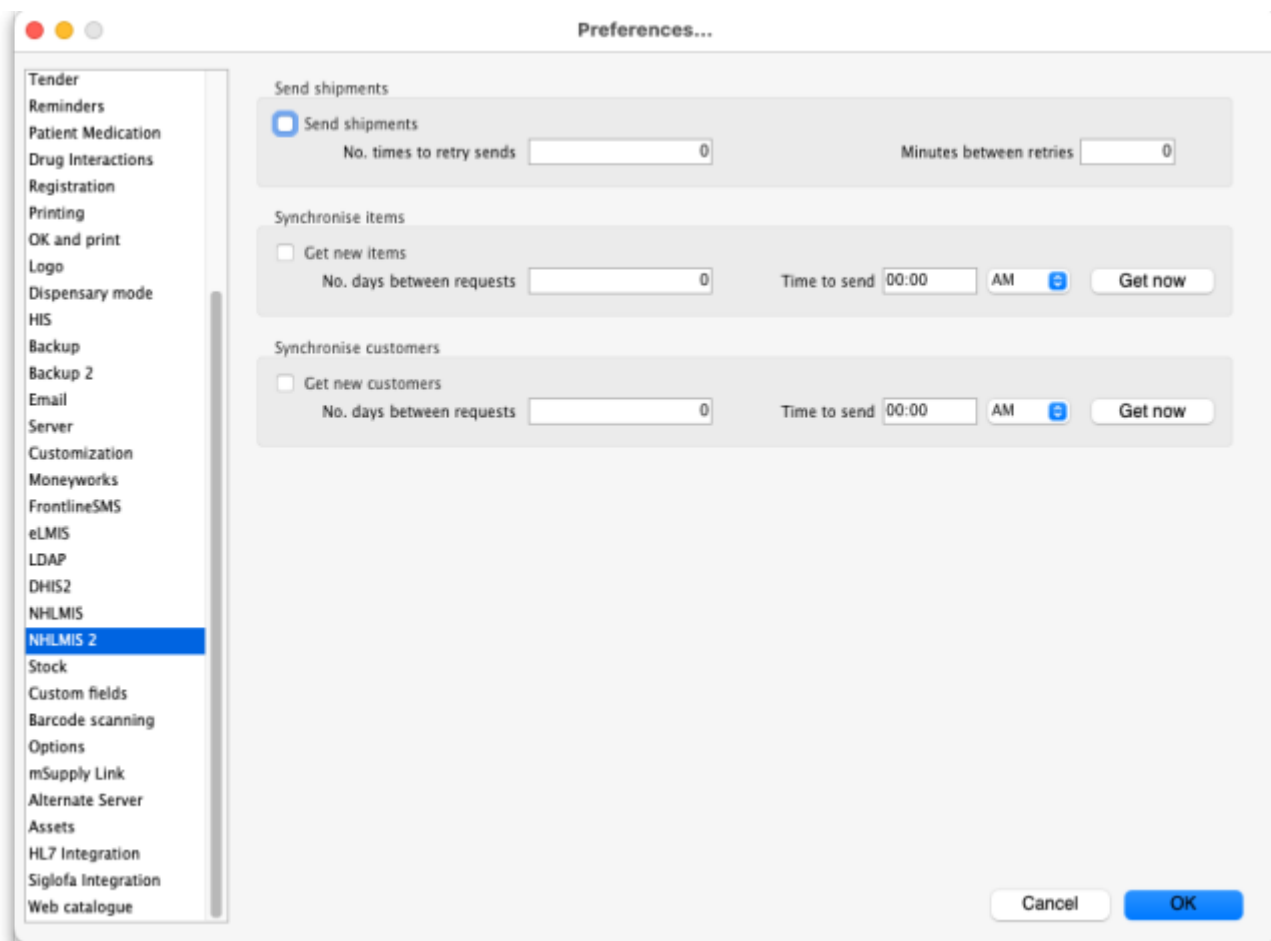 Preferences...
Tender
Reminders
Patient Medication
Drug Interactions
Registration
Printing
OK and print
Logo
Dispensary mode
HIS
Backup
Backup 2
Email
Server
Customization
Moneyworks
FrontlineSMS
eLMIS
LDAP
DHIS2
NHLMIS
NHLMIS 2
Stock
Custom fields
Barcode scanning
Options
mSupply Link
Alternate Server
Assets
HL7 Integration
Siglofa Integration
Web catalogue
Send shipments
Send shipments
No. times to retry sends 0 Minutes between retries 0
Synchronise items
Get new items
No. days between requests 0 Time to send 00:00 AM Get now
Synchronise customers
Get new customers
No. days between requests 0 Time to send 00:00 AM Get now
Cancel OK